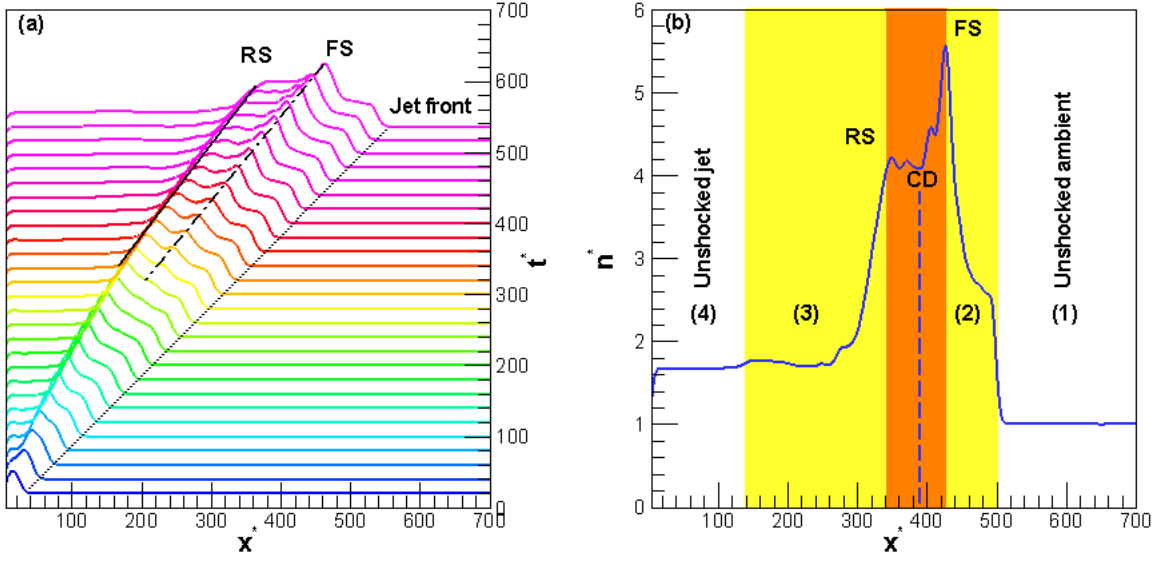 (a)
RS
FS
Jet front
700
600
500
400
300
200
100
0
t*
100 200 300 400 500 600 700
x*
(b)
FS
RS
CD
Unshocked jet
Unshocked ambient
(4)
(3)
(2)
(1)
6
5
4
3
2
1
0
n*
100 200 300 400 500 600 700
x*